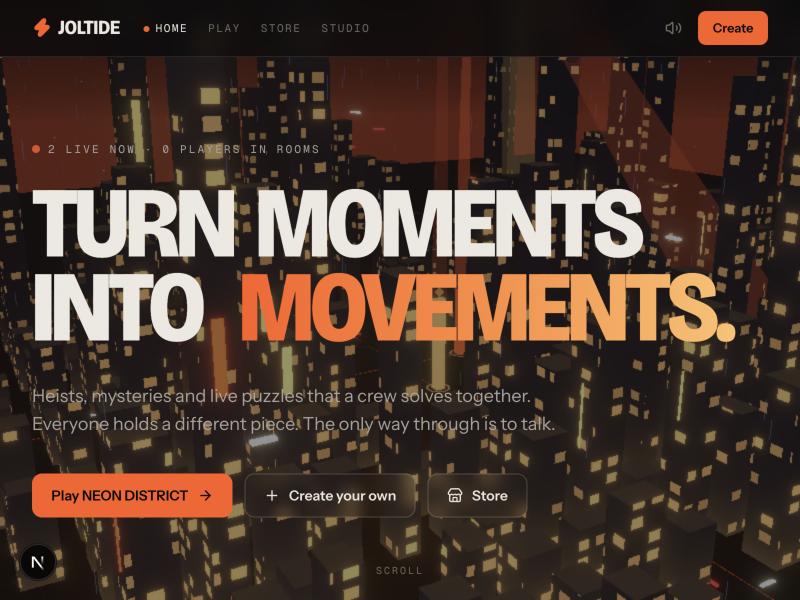 JOLTIDE
HOME PLAY STORE STUDIO
Create
2 LIVE NOW · 0 PLAYERS IN ROOMS
TURN MOMENTS
INTO MOVEMENTS.
Heists, mysteries and live puzzles that a crew solves together.
Everyone holds a different piece. The only way through is to talk.
Play NEON DISTRICT →
+ Create your own
Store
N
SCROLL